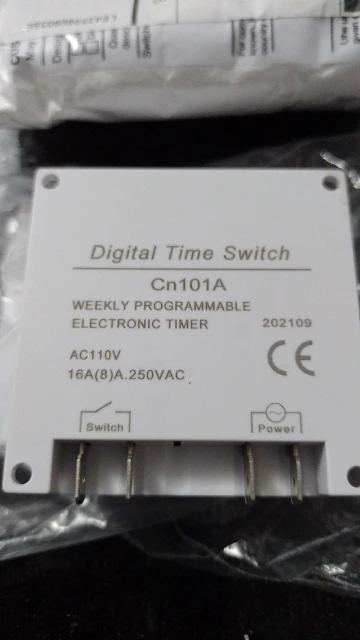 Digital Time Switch
Cn101A
WEEKLY PROGRAMMABLE
ELECTRONIC TIMER 202109
AC110V
16A(8)A.250VAC
CE
Switch
Power